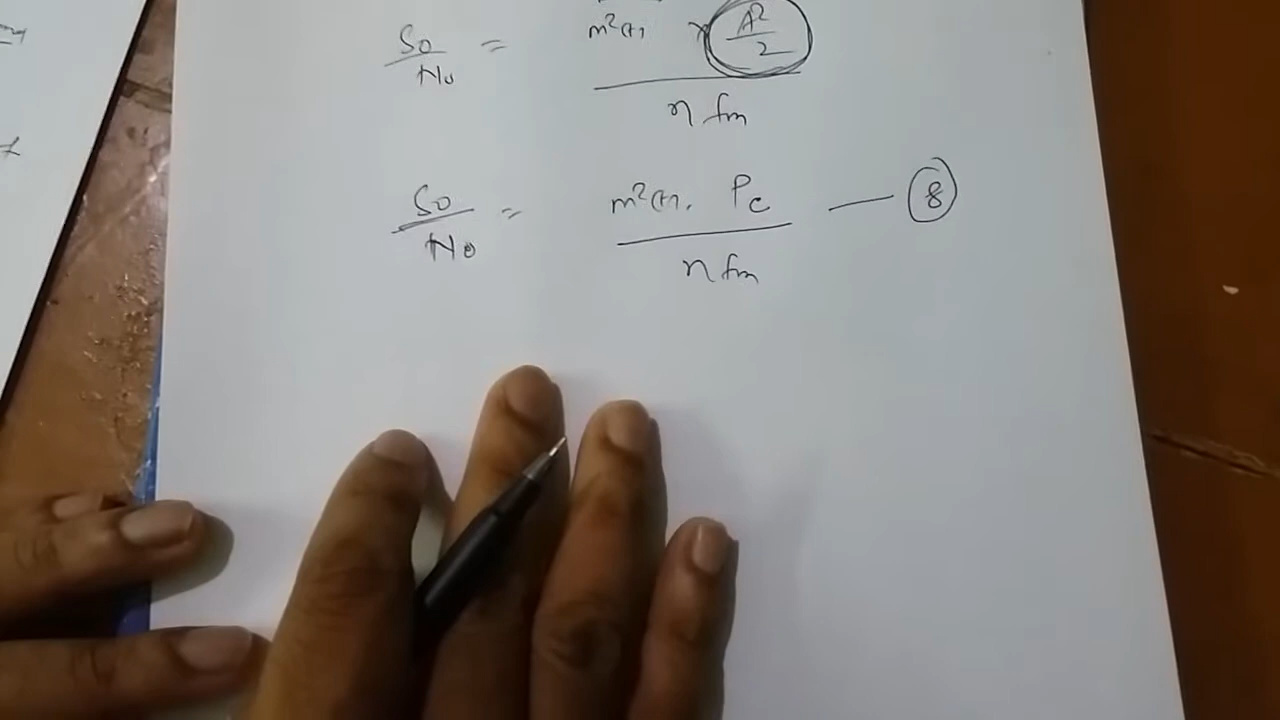 So/No = m²(t) × A²/2 / η fm
So/No = m²(t). Pc / η fm — ⑧